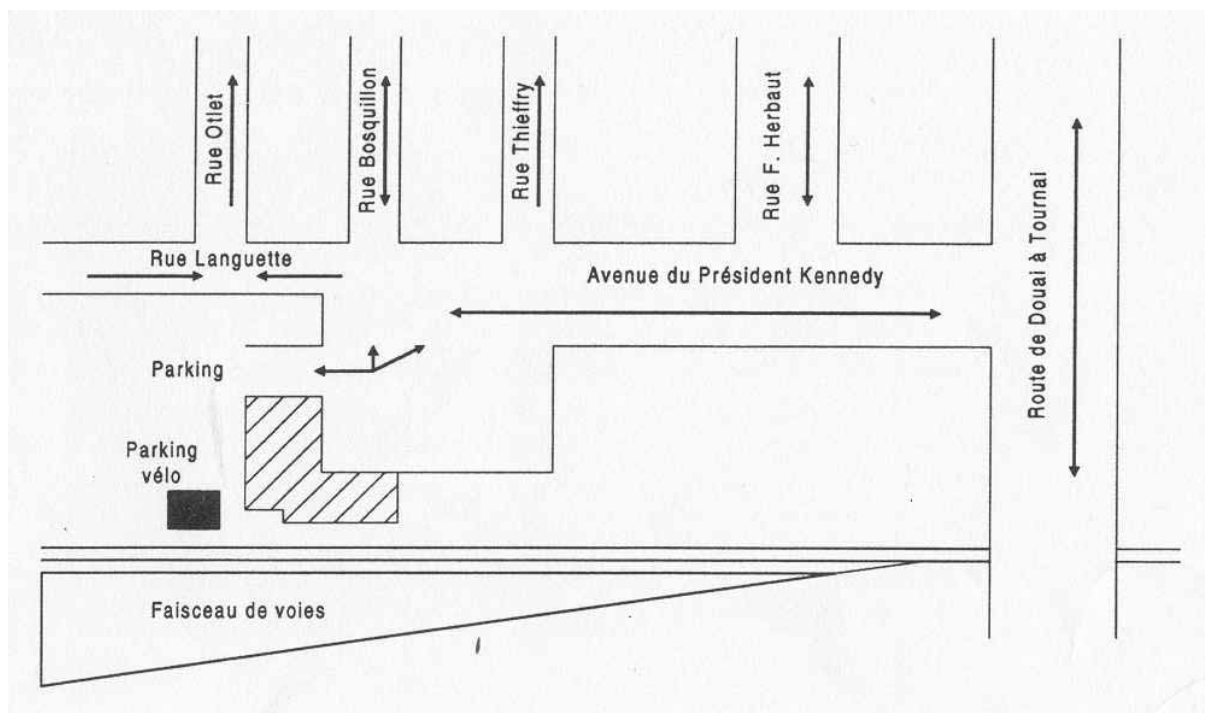 Rue Otlet
Rue Bosquillon
Rue Thieffry
Rue F. Herbaut
Route de Douai à Tournai
Rue Languette
Avenue du Président Kennedy
Parking
Parking
vélo
Faisceau de voies